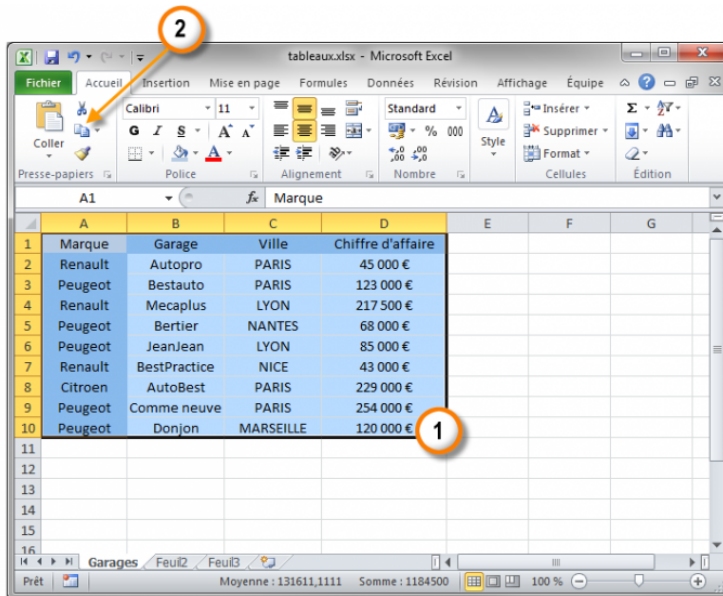 2
tableaux.xlsx - Microsoft Excel
Fichier Accueil Insertion Mise en page Formules Données Révision Affichage Équipe
Calibri 11 Standard Insérer Σ
Coller G I S A A % 000 Style Supprimer
Format
Presse-papiers Police Alignement Nombre Cellules Édition
A1 fx Marque
A B C D E F G
1 Marque Garage Ville Chiffre d'affaire
2 Renault Autopro PARIS 45 000 €
3 Peugeot Bestauto PARIS 123 000 €
4 Renault Mecaplus LYON 217 500 €
5 Peugeot Bertier NANTES 68 000 €
6 Peugeot JeanJean LYON 85 000 €
7 Renault BestPractice NICE 43 000 €
8 Citroen AutoBest PARIS 229 000 €
9 Peugeot Comme neuve PARIS 254 000 €
10 Peugeot Donjon MARSEILLE 120 000 € 1
11
12
13
14
15
16
Garages Feuil2 Feuil3
Prêt Moyenne : 131611,1111 Somme : 1184500 100 %